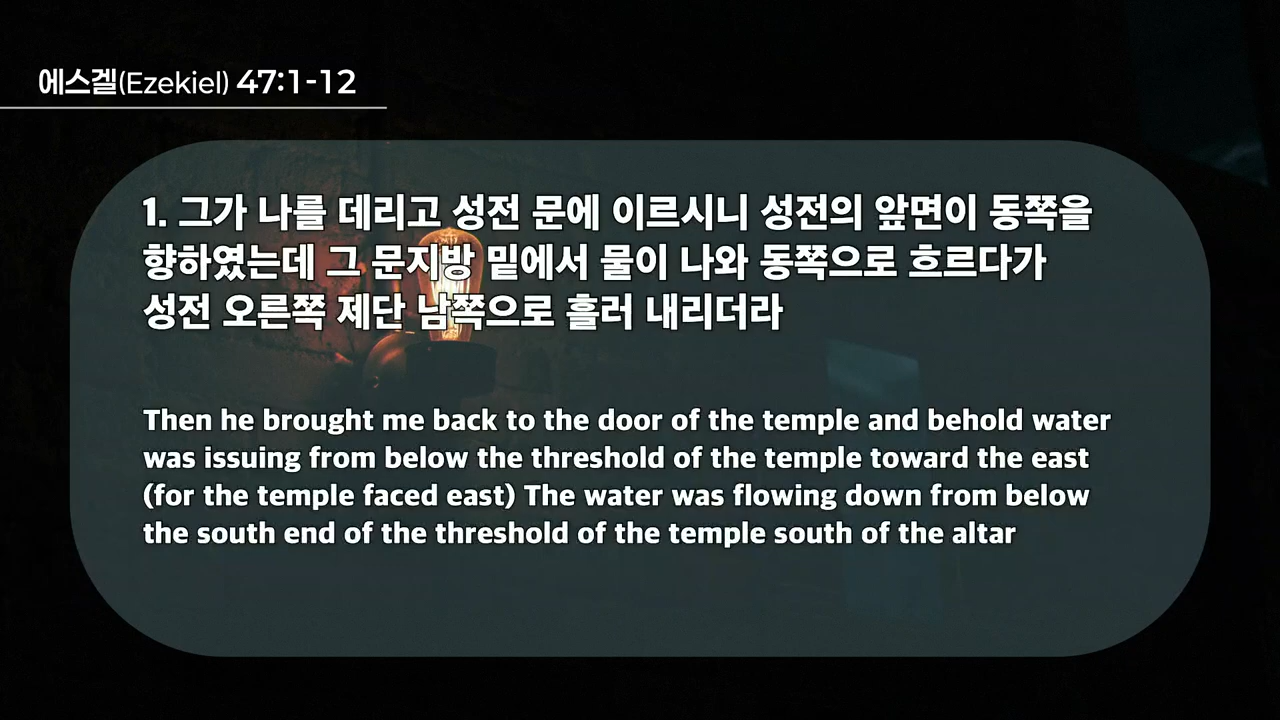 에스겔(Ezekiel) 47:1-12
1. 그가 나를 데리고 성전 문에 이르시니 성전의 앞면이 동쪽을
향하였는데 그 문지방 밑에서 물이 나와 동쪽으로 흐르다가
성전 오른쪽 제단 남쪽으로 흘러 내리더라
Then he brought me back to the door of the temple and behold water
was issuing from below the threshold of the temple toward the east
(for the temple faced east) The water was flowing down from below
the south end of the threshold of the temple south of the altar